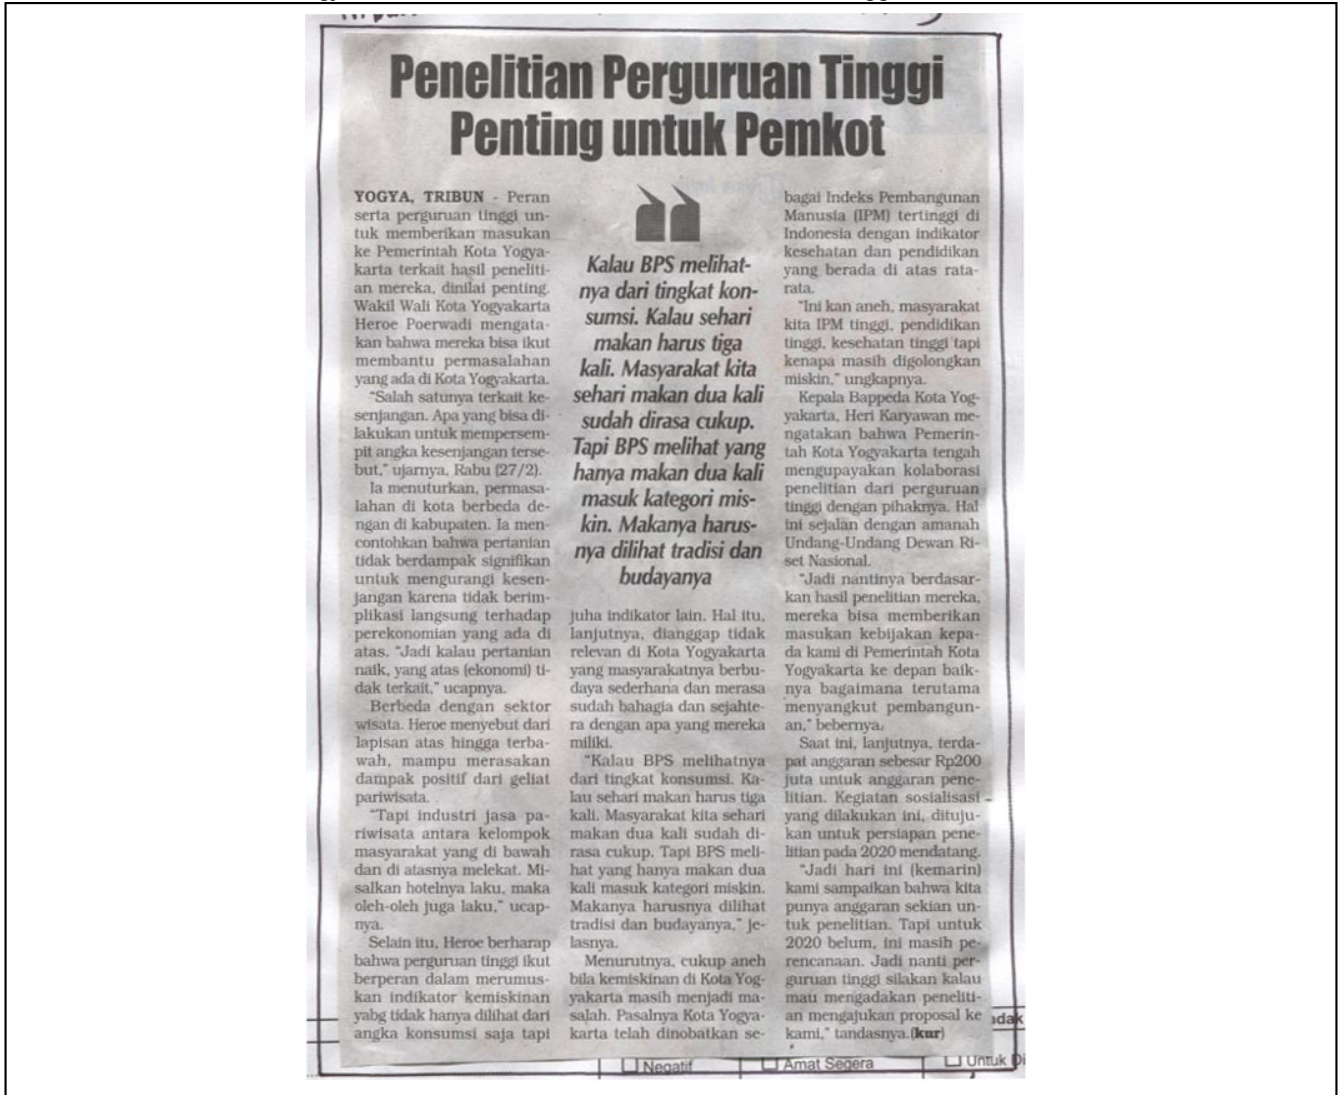 Penelitian Perguruan Tinggi
Penting untuk Pemkot
YOGYA, TRIBUN - Peran
serta perguruan tinggi un-
tuk memberikan masukan
ke Pemerintah Kota Yogya-
karta terkait hasil peneliti-
an mereka, dinilai penting.
Wakil Wali Kota Yogyakarta
Heroe Poerwadi mengata-
kan bahwa mereka bisa ikut
membantu permasalahan
yang ada di Kota Yogyakarta.
"Salah satunya terkait ke-
senjangan. Apa yang bisa di-
lakukan untuk mempersem-
pit angka kesenjangan terse-
but," ujarnya, Rabu (27/2).
Ia menuturkan, permasa-
lahan di kota berbeda de-
ngan di kabupaten. Ia men-
contohkan bahwa pertanian
tidak berdampak signifikan
untuk mengurangi kesen-
jangan karena tidak berim-
plikasi langsung terhadap
perekonomian yang ada di
atas. "Jadi kalau pertanian
naik, yang atas (ekonomi) ti-
dak terkait," ucapnya.
Berbeda dengan sektor
wisata. Heroe menyebut dari
lapisan atas hingga terba-
wah, mampu merasakan
dampak positif dari geliat
pariwisata.
"Tapi industri jasa pa-
riwisata antara kelompok
masyarakat yang di bawah
dan di atasnya melekat. Mi-
salkan hotelnya laku, maka
oleh-oleh juga laku," ucap-
nya.
Selain itu, Heroe berharap
bahwa perguruan tinggi ikut
berperan dalam merumus-
kan indikator kemiskinan
yabg tidak hanya dilihat dari
angka konsumsi saja tapi
Kalau BPS melihat-
nya dari tingkat kon-
sumsi. Kalau sehari
makan harus tiga
kali. Masyarakat kita
sehari makan dua kali
sudah dirasa cukup.
Tapi BPS melihat yang
hanya makan dua kali
masuk kategori mis-
kin. Makanya harus-
nya dilihat tradisi dan
budayanya
juha indikator lain. Hal itu,
lanjutnya, dianggap tidak
relevan di Kota Yogyakarta
yang masyarakatnya berbu-
daya sederhana dan merasa
sudah bahagia dan sejahte-
ra dengan apa yang mereka
miliki.
"Kalau BPS melihatnya
dari tingkat konsumsi. Ka-
lau sehari makan harus tiga
kali. Masyarakat kita sehari
makan dua kali sudah di-
rasa cukup. Tapi BPS meli-
hat yang hanya makan dua
kali masuk kategori miskin.
Makanya harusnya dilihat
tradisi dan budayanya," je-
lasnya.
Menurutnya, cukup aneh
bila kemiskinan di Kota Yog-
yakarta masih menjadi ma-
salah. Pasalnya Kota Yogya-
karta telah dinobatkan se-
bagai Indeks Pembangunan
Manusia (IPM) tertinggi di
Indonesia dengan indikator
kesehatan dan pendidikan
yang berada di atas rata-
rata.
"Ini kan aneh, masyarakat
kita IPM tinggi, pendidikan
tinggi, kesehatan tinggi tapi
kenapa masih digolongkan
miskin," ungkapnya.
Kepala Bappeda Kota Yog-
yakarta, Heri Karyawan me-
ngatakan bahwa Pemerin-
tah Kota Yogyakarta tengah
mengupayakan kolaborasi
penelitian dari perguruan
tinggi dengan pihaknya. Hal
ini sejalan dengan amanah
Undang-Undang Dewan Ri-
set Nasional.
"Jadi nantinya berdasar-
kan hasil penelitian mereka,
mereka bisa memberikan
masukan kebijakan kepa-
da kami di Pemerintah Kota
Yogyakarta ke depan baik-
nya bagaimana terutama
menyangkut pembangun-
an," bebernya.
Saat ini, lanjutnya, terda-
pat anggaran sebesar Rp200
juta untuk anggaran pene-
litian. Kegiatan sosialisasi
yang dilakukan ini, dituju-
kan untuk persiapan pene-
litian pada 2020 mendatang.
"Jadi hari ini (kemarin)
kami sampaikan bahwa kita
punya anggaran sekian un-
tuk penelitian. Tapi untuk
2020 belum, ini masih pe-
rencanaan. Jadi nanti per-
guruan tinggi silakan kalau
mau mengadakan peneliti-
an mengajukan proposal ke
kami," tandasnya.(kur)
Negatif
Amat Segera
Untuk